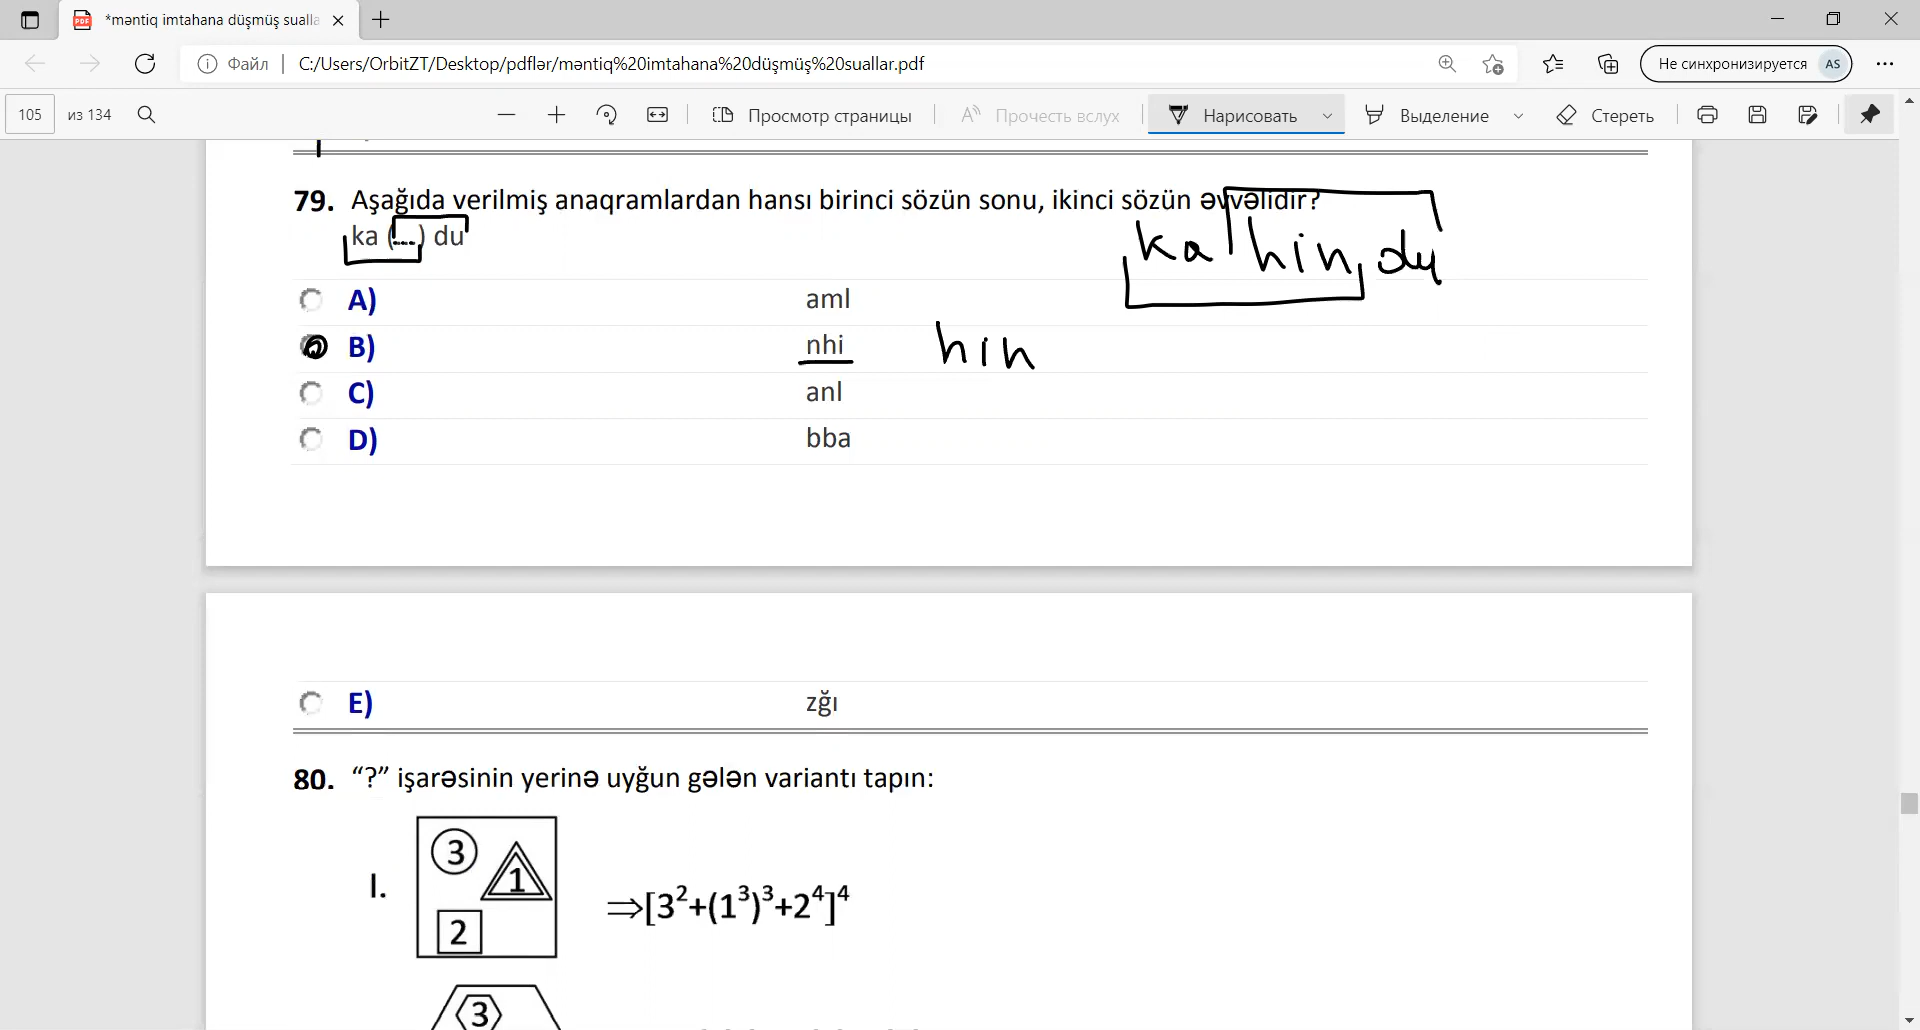 *məntiq imtahana düşmüş sualla
Файл C:/Users/OrbitZT/Desktop/pdflər/məntiq%20imtahana%20düşmüş%20suallar.pdf Не синхронизируется AS
105 из 134 Просмотр страницы Прочесть вслух Нарисовать Выделение Стереть
79. Aşağıda verilmiş anaqramlardan hansı birinci sözün sonu, ikinci sözün əvvəlidir?
ka (....) du
ka hin du
A) aml
B) nhi hin
C) anl
D) bba
E) zğı
80. “?” işarəsinin yerinə uyğun gələn variantı tapın:
3
1
I. ⇒[3²+(1³)³+2⁴]⁴
2
3